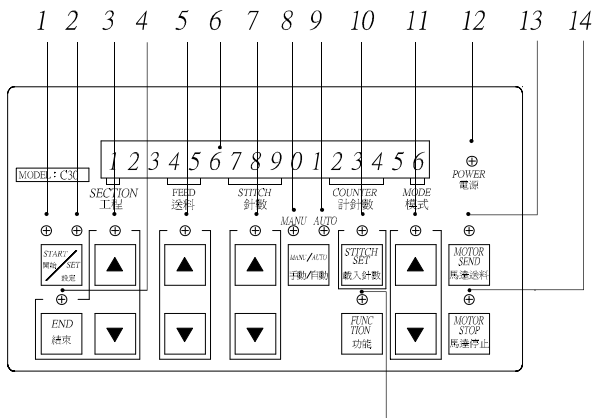 1 2 3 4 5 6 7 8 9 10 11 12 13 14
1 2 3 4 5 6 7 8 9 0 1 2 3 4 5 6
MODEL: C30
SECTION FEED STITCH COUNTER MODE
工程 送料 針數 計針數 模式
POWER
電源
MANU AUTO
START
開始
SET
設定
MANU/AUTO
手動/自動
STITCH
SET
載入針數
MOTOR
SEND
馬達送料
END
結束
FUNC
TION
功能
MOTOR
STOP
馬達停止